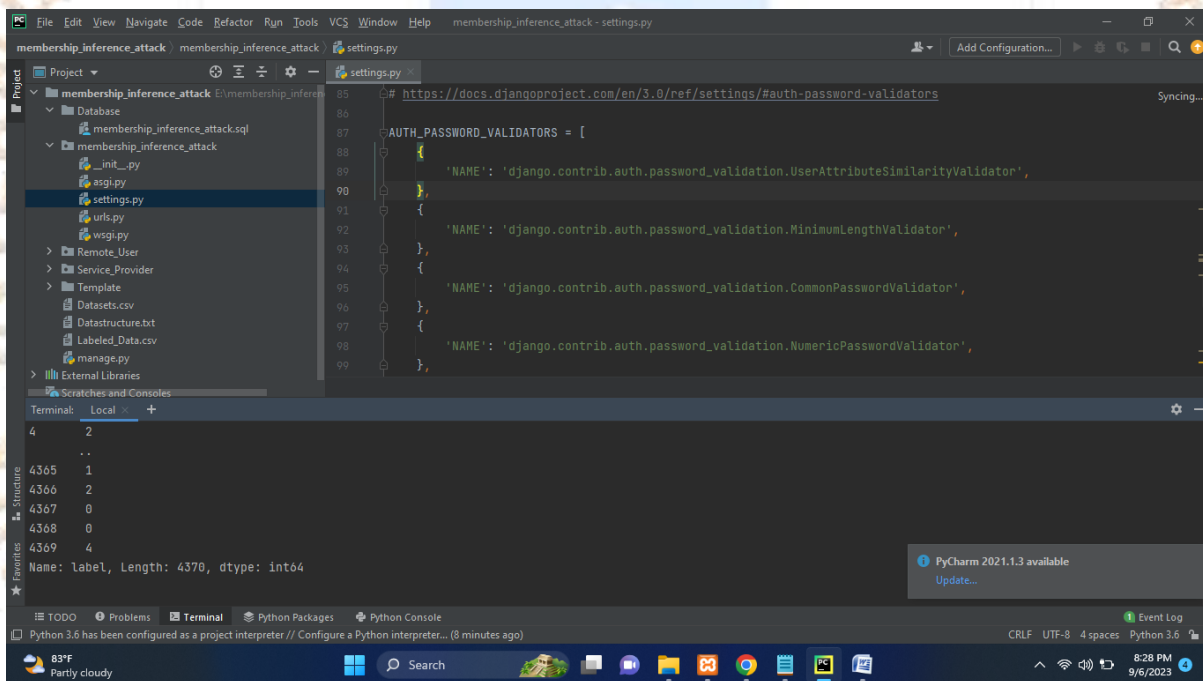 PC File Edit View Navigate Code Refactor Run Tools VCS Window Help membership_inference_attack - settings.py
membership_inference_attack membership_inference_attack settings.py Add Configuration...
Project
Project
settings.py
membership_inference_attack E:\membership_inferen
Database
membership_inference_attack.sql
membership_inference_attack
__init__.py
asgi.py
settings.py
urls.py
wsgi.py
Remote_User
Service_Provider
Template
Datasets.csv
Datastructure.txt
Labeled_Data.csv
manage.py
External Libraries
Scratches and Consoles
85 # https://docs.djangoproject.com/en/3.0/ref/settings/#auth-password-validators
Syncing...
86
87 AUTH_PASSWORD_VALIDATORS = [
88 {
89 'NAME': 'django.contrib.auth.password_validation.UserAttributeSimilarityValidator',
90 },
91 {
92 'NAME': 'django.contrib.auth.password_validation.MinimumLengthValidator',
93 },
94 {
95 'NAME': 'django.contrib.auth.password_validation.CommonPasswordValidator',
96 },
97 {
98 'NAME': 'django.contrib.auth.password_validation.NumericPasswordValidator',
99 },
Terminal: Local +
4 2
..
4365 1
4366 2
4367 0
4368 0
4369 4
Name: label, Length: 4370, dtype: int64
Structure
Favorites
PyCharm 2021.1.3 available
Update...
TODO Problems Terminal Python Packages Python Console 1 Event Log
Python 3.6 has been configured as a project interpreter // Configure a Python interpreter... (8 minutes ago) CRLF UTF-8 4 spaces Python 3.6
83°F
Partly cloudy
Search
PC
8:28 PM
9/6/2023
4